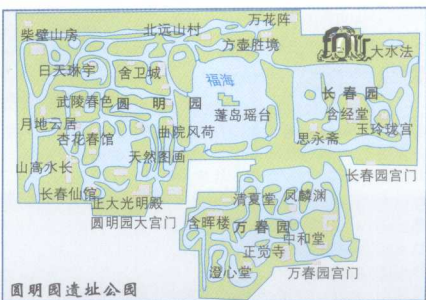 万花阵
北远山村
柴壁山房
方壶胜境
大水法
日天琳宇
舍卫城
福海
长春园
武陵春色
圆明园
含经堂
蓬岛瑶台
月地云居
玉玲珑宫
曲院风荷
杏花春馆
思永斋
天然图画
山高水长
长春园宫门
长春仙馆
正大光明殿
清夏堂
凤麟渊
圆明园大宫门
含晖楼
万春园
中和堂
正觉寺
澄心堂
万春园宫门
圆明园遗址公园